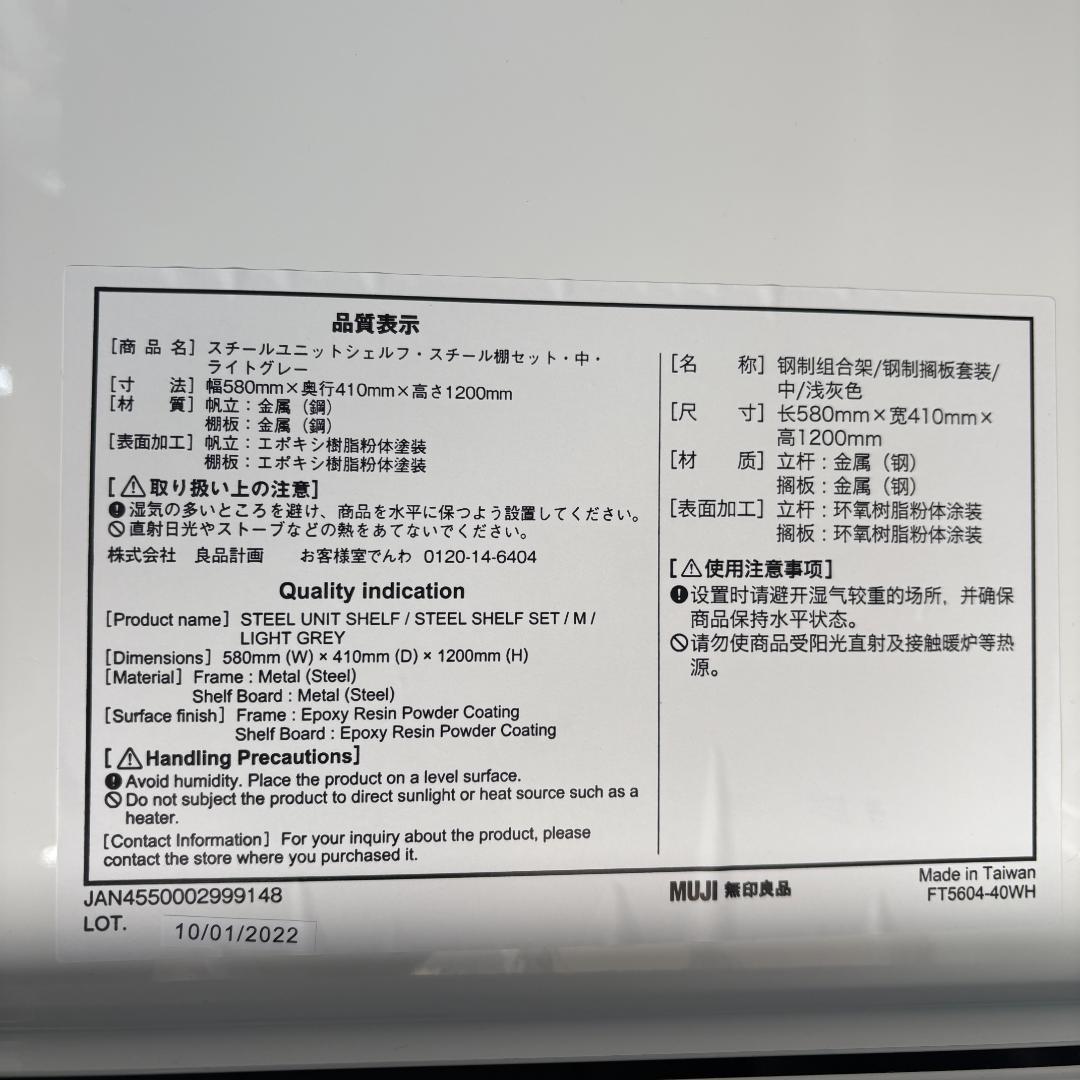 品質表示
[商品名] スチールユニットシェルフ・スチール棚セット・中・
ライトグレー
[寸法] 幅580mm×奥行410mm×高さ1200mm
[材質] 帆立：金属（鋼）
棚板：金属（鋼）
[表面加工] 帆立：エポキシ樹脂粉体塗装
棚板：エポキシ樹脂粉体塗装
[⚠取り扱い上の注意]
湿気の多いところを避け、商品を水平に保つよう設置してください。
直射日光やストーブなどの熱をあてないでください。
株式会社 良品計画 お客様室でんわ 0120-14-6404
Quality indication
[Product name] STEEL UNIT SHELF / STEEL SHELF SET / M /
LIGHT GREY
[Dimensions] 580mm (W) × 410mm (D) × 1200mm (H)
[Material] Frame : Metal (Steel)
Shelf Board : Metal (Steel)
[Surface finish] Frame : Epoxy Resin Powder Coating
Shelf Board : Epoxy Resin Powder Coating
[⚠Handling Precautions]
Avoid humidity. Place the product on a level surface.
Do not subject the product to direct sunlight or heat source such as a
heater.
[Contact Information] For your inquiry about the product, please
contact the store where you purchased it.
[名称] 钢制组合架/钢制搁板套装/
中/浅灰色
[尺寸] 长580mm×宽410mm×
高1200mm
[材质] 立杆：金属（钢）
搁板：金属（钢）
[表面加工] 立杆：环氧树脂粉体涂装
搁板：环氧树脂粉体涂装
[⚠使用注意事项]
设置时请避开湿气较重的场所，并确保
商品保持水平状态。
请勿使商品受阳光直射及接触暖炉等热
源。
JAN4550002999148
LOT. 10/01/2022
MUJI 無印良品
Made in Taiwan
FT5604-40WH